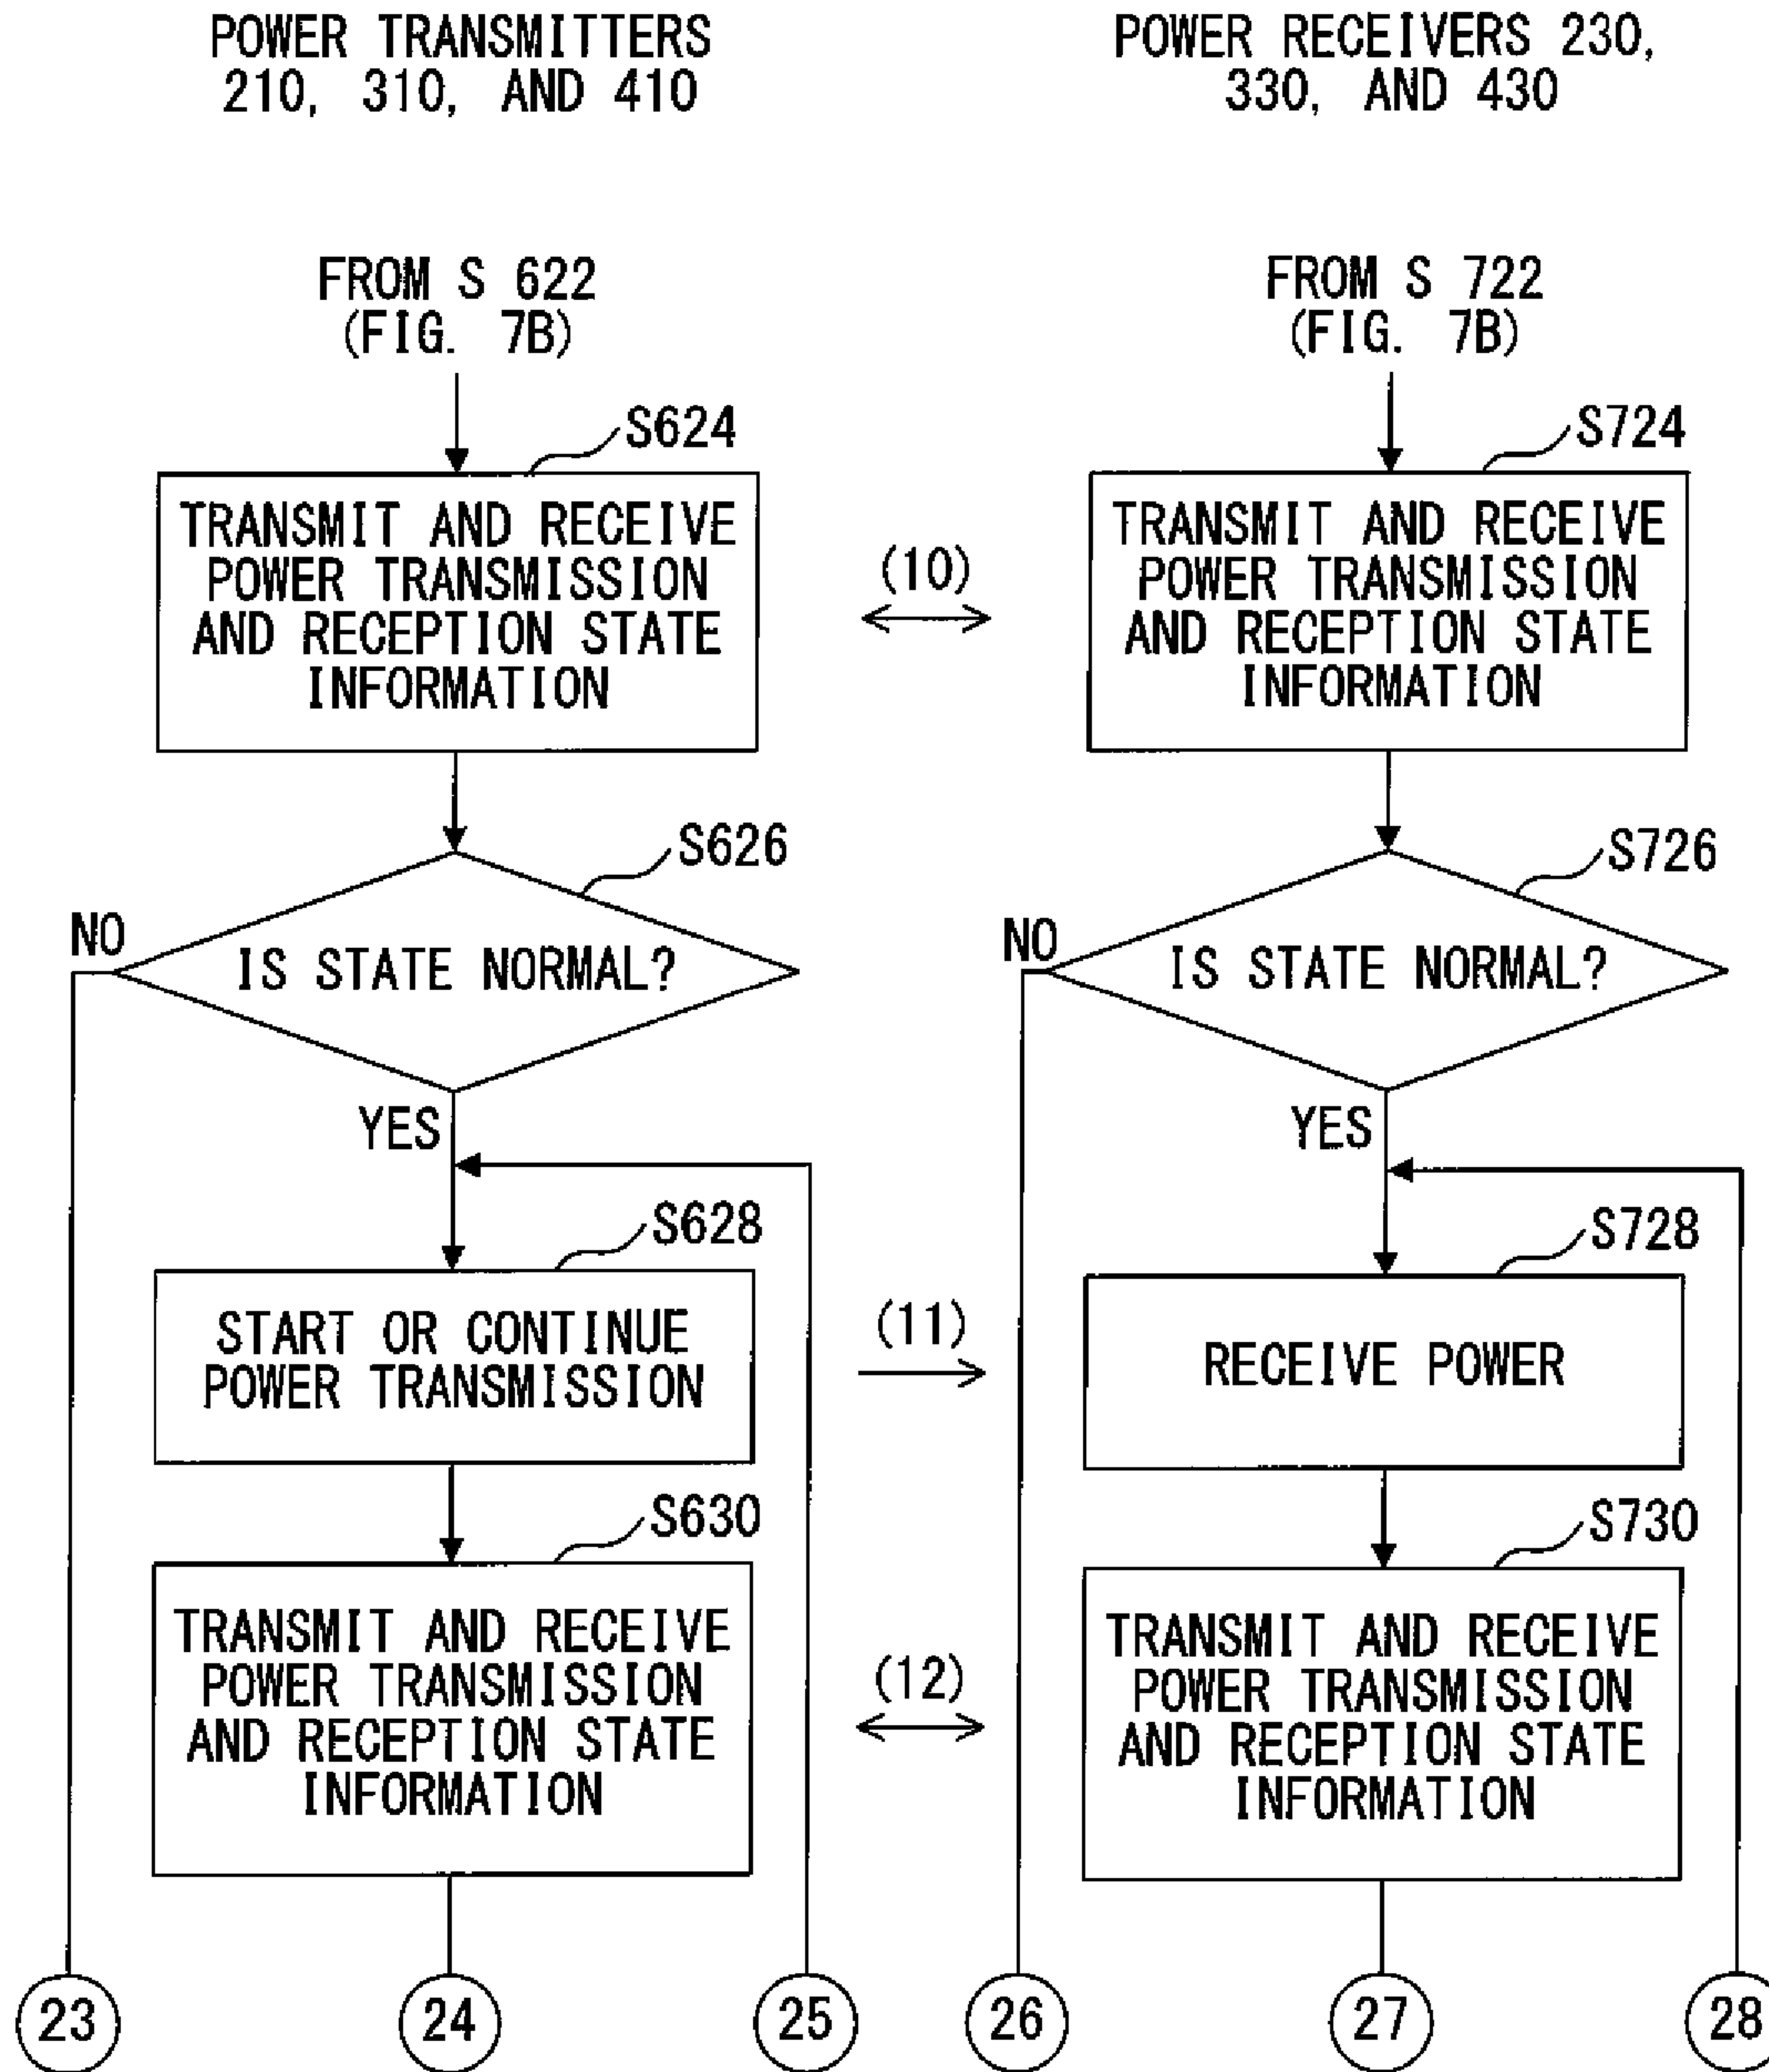 POWER TRANSMITTERS
210, 310, AND 410
POWER RECEIVERS 230,
330, AND 430
FROM S 622
(FIG. 7B)
FROM S 722
(FIG. 7B)
S624
TRANSMIT AND RECEIVE
POWER TRANSMISSION
AND RECEPTION STATE
INFORMATION
(10)
S724
TRANSMIT AND RECEIVE
POWER TRANSMISSION
AND RECEPTION STATE
INFORMATION
S626
NO
IS STATE NORMAL?
YES
S726
NO
IS STATE NORMAL?
YES
S628
START OR CONTINUE
POWER TRANSMISSION
(11)
S728
RECEIVE POWER
S630
TRANSMIT AND RECEIVE
POWER TRANSMISSION
AND RECEPTION STATE
INFORMATION
(12)
S730
TRANSMIT AND RECEIVE
POWER TRANSMISSION
AND RECEPTION STATE
INFORMATION
23
24
25
26
27
28